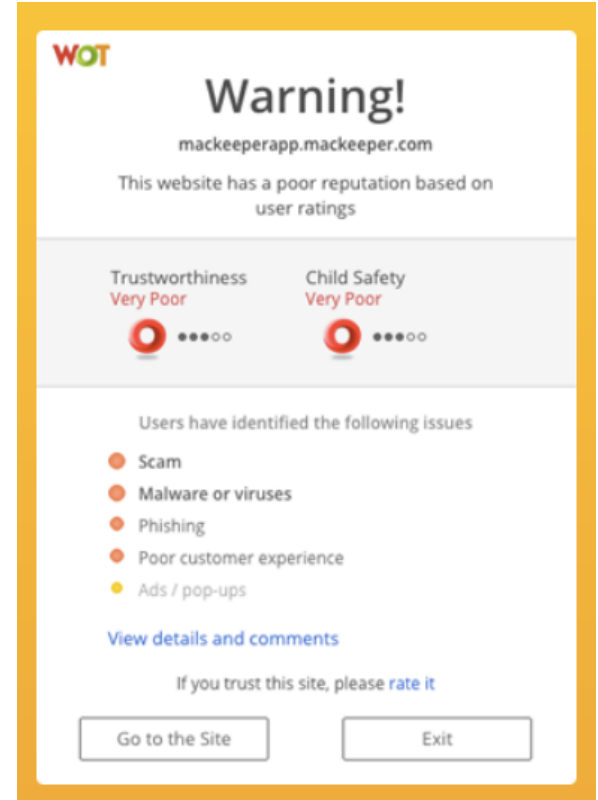 WOT
Warning!
mackeeperapp.mackeeper.com
This website has a poor reputation based on
user ratings
Trustworthiness
Very Poor
Child Safety
Very Poor
Users have identified the following issues
Scam
Malware or viruses
Phishing
Poor customer experience
Ads / pop-ups
View details and comments
If you trust this site, please rate it
Go to the Site
Exit